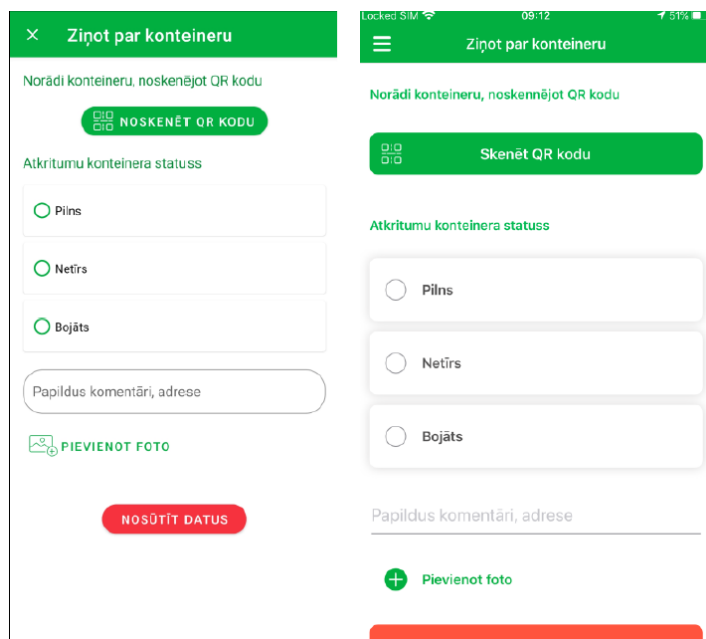 Ziņot par konteineru
Norādi konteineru, noskenējot QR kodu
NOSKENĒT QR KODU
Atkritumu konteinera statuss
Pilns
Netīrs
Bojāts
Papildus komentāri, adrese
PIEVIENOT FOTO
NOSŪTĪT DATUS
Locked SIM 09:12 51%
Ziņot par konteineru
Norādi konteineru, noskennējot QR kodu
Skenēt QR kodu
Atkritumu konteinera statuss
Pilns
Netīrs
Bojāts
Papildus komentāri, adrese
Pievienot foto